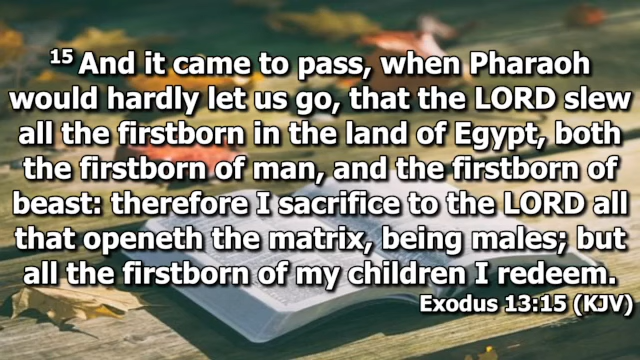 15 And it came to pass, when Pharaoh
would hardly let us go, that the LORD slew
all the firstborn in the land of Egypt, both
the firstborn of man, and the firstborn of
beast: therefore I sacrifice to the LORD all
that openeth the matrix, being males; but
all the firstborn of my children I redeem.
Exodus 13:15 (KJV)